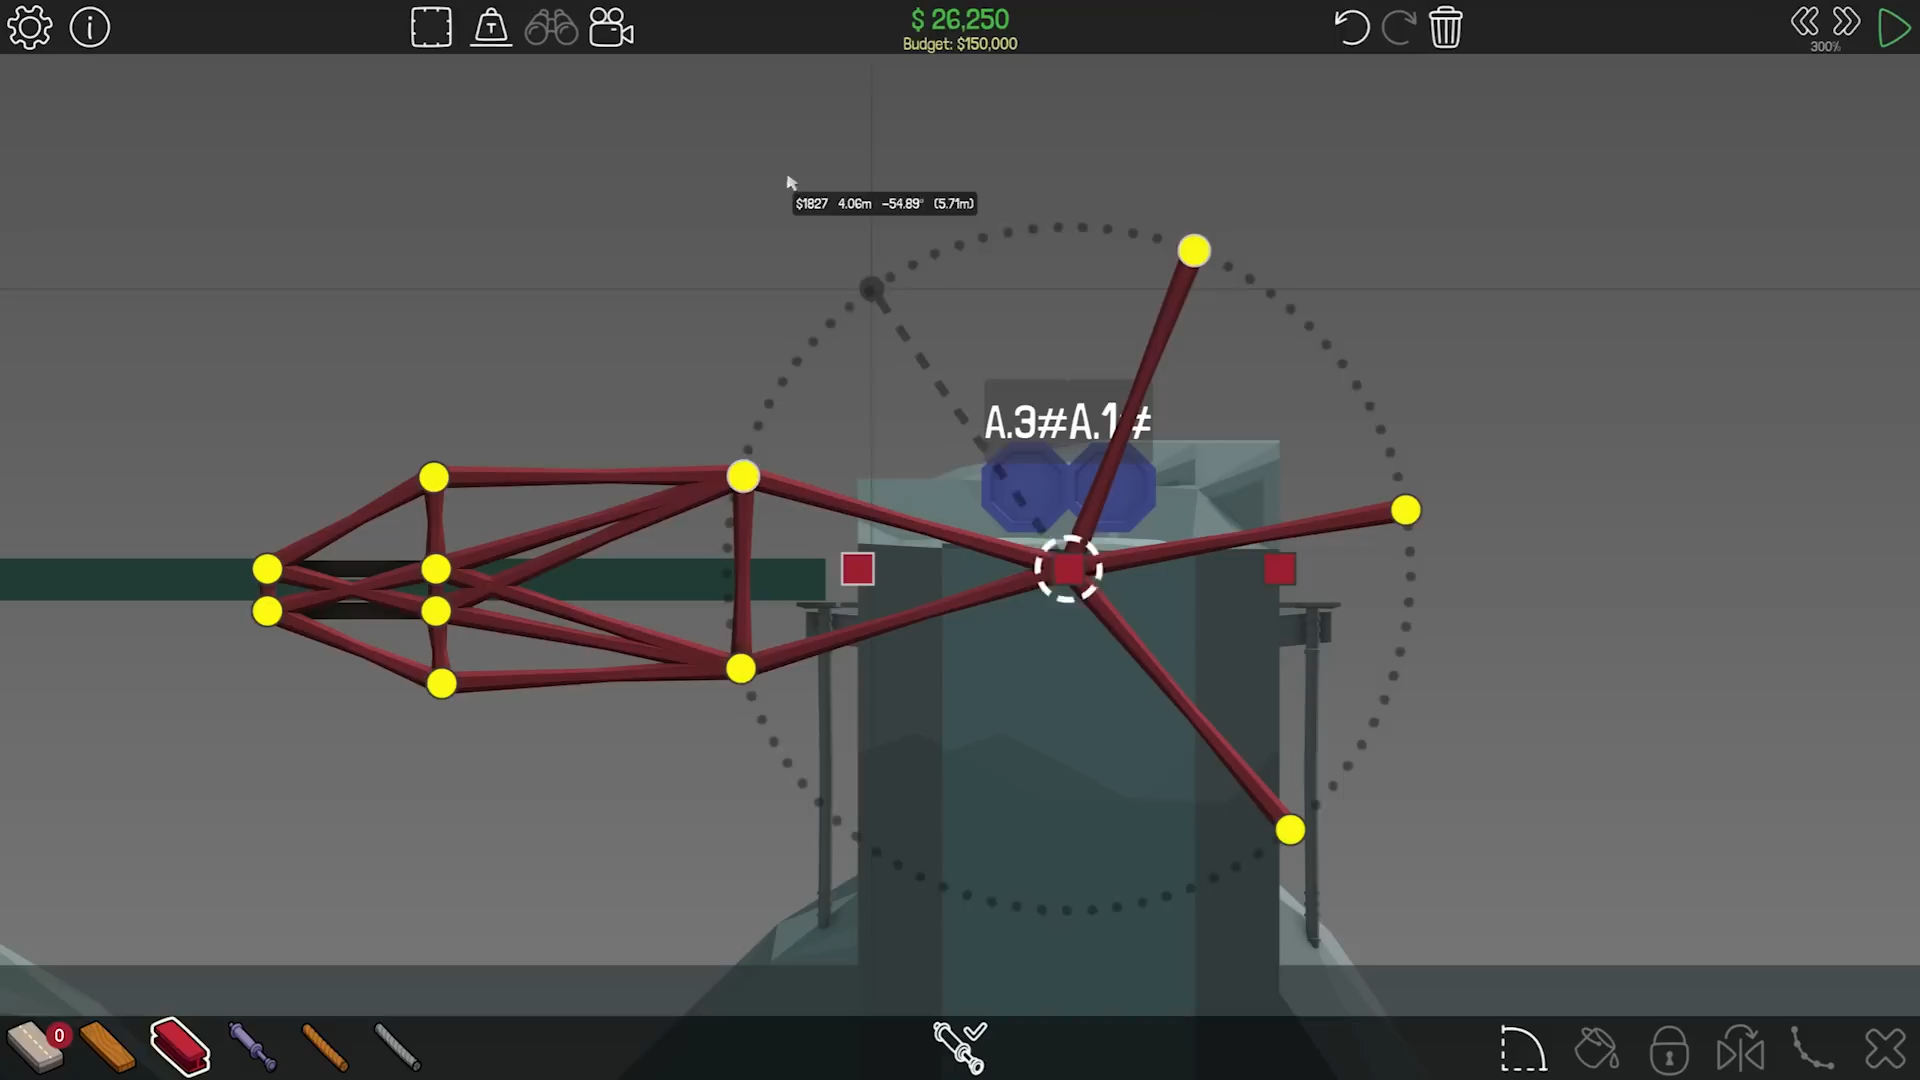 $ 26,250
Budget: $150,000
300%
$1827 4.06m -54.89° (5.71m)
A.3#A.1#
0